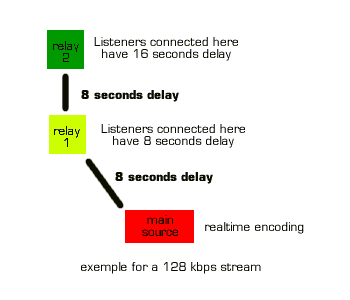 relay
2
Listeners connected here
have 16 seconds delay
8 seconds delay
relay
1
Listeners connected here
have 8 seconds delay
8 seconds delay
main
source
realtime encoding
exemple for a 128 kbps stream